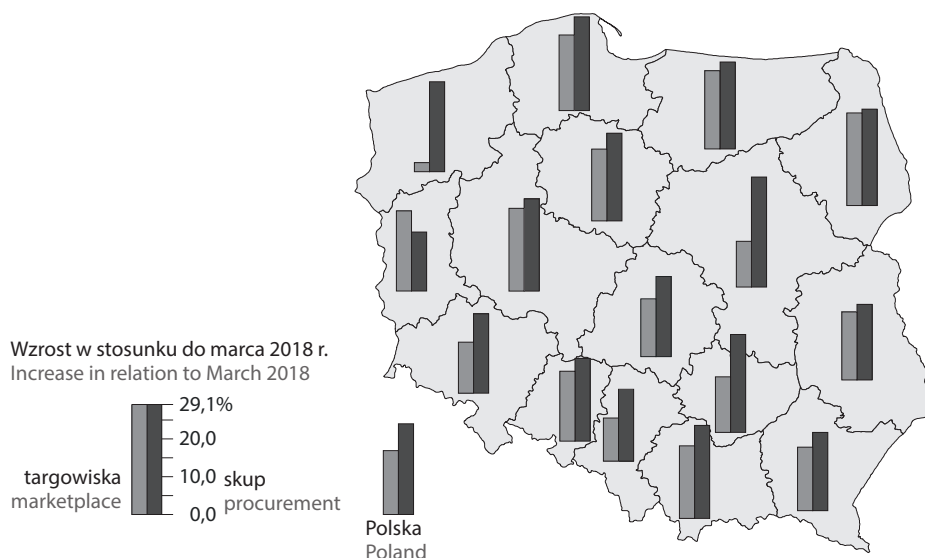 Wzrost w stosunku do marca 2018 r.
Increase in relation to March 2018
29,1%
20,0
10,0
0,0
targowiska
marketplace
skup
procurement
Polska
Poland